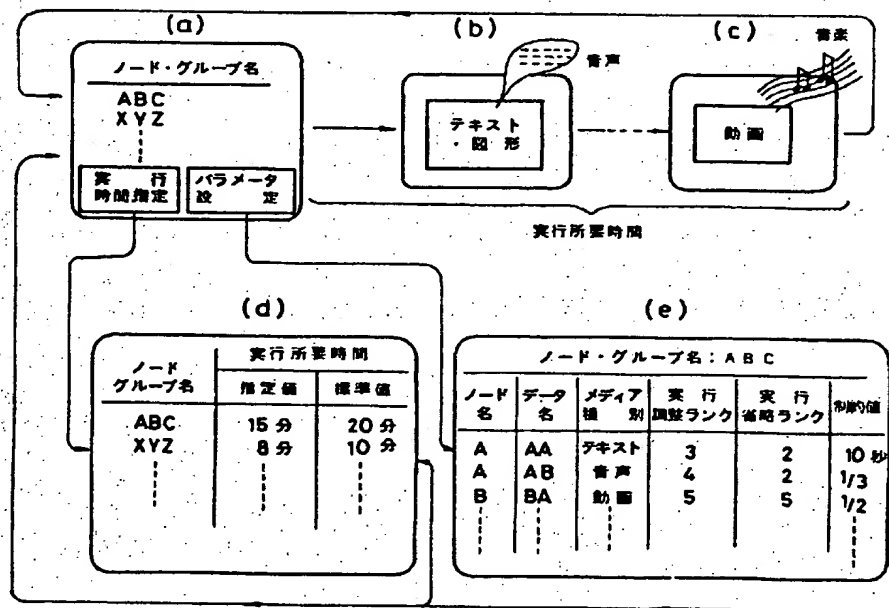 (a)
ノード・グループ名
ABC
XYZ
実行
時間指定
パラメータ
設定
(b)
音声
テキスト
・図形
(c)
音楽
動画
実行所要時間
(d)
ノード
グループ名
実行所要時間
指定値
標準値
ABC 15分 20分
XYZ 8分 10分
(e)
ノード・グループ名:ABC
ノード名
データ名
メディア種別
実行調整ランク
実行省略ランク
制約値
A AA テキスト 3 2 10秒
A AB 音声 4 2 1/3
B BA 動画 5 5 1/2